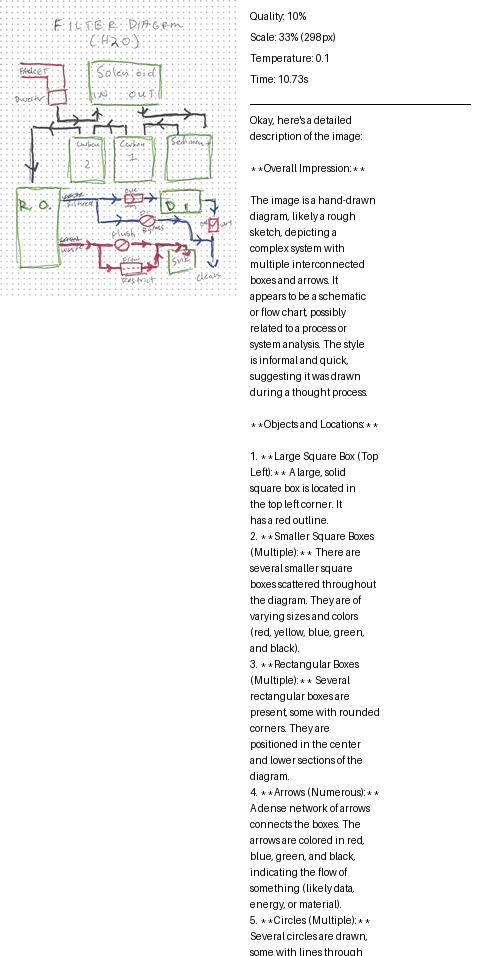 FILTER DIAGRAM
(H2O)
FAUCET
Solenoid
IN OUT
Carbon
2
Carbon
1
Sediment
R.O.
filtered
D.I.
Bypass
flush
waste
Flow
Restrict
Sink
Clean
Quality: 10%
Scale: 33% (298px)
Temperature: 0.1
Time: 10.73s
Okay, here's a detailed
description of the image:
**Overall Impression:**
The image is a hand-drawn
diagram, likely a rough
sketch, depicting a
complex system with
multiple interconnected
boxes and arrows. It
appears to be a schematic
or flow chart, possibly
related to a process or
system analysis. The style
is informal and quick,
suggesting it was drawn
during a thought process.
**Objects and Locations:**
1. **Large Square Box (Top
Left):** A large, solid
square box is located in
the top left corner. It
has a red outline.
2. **Smaller Square Boxes
(Multiple):** There are
several smaller square
boxes scattered throughout
the diagram. They are of
varying sizes and colors
(red, yellow, blue, green,
and black).
3. **Rectangular Boxes
(Multiple):** Several
rectangular boxes are
present, some with rounded
corners. They are
positioned in the center
and lower sections of the
diagram.
4. **Arrows (Numerous):**
A dense network of arrows
connects the boxes. The
arrows are colored in red,
blue, green, and black,
indicating the flow of
something (likely data,
energy, or material).
5. **Circles (Multiple):**
Several circles are drawn,
some with lines through